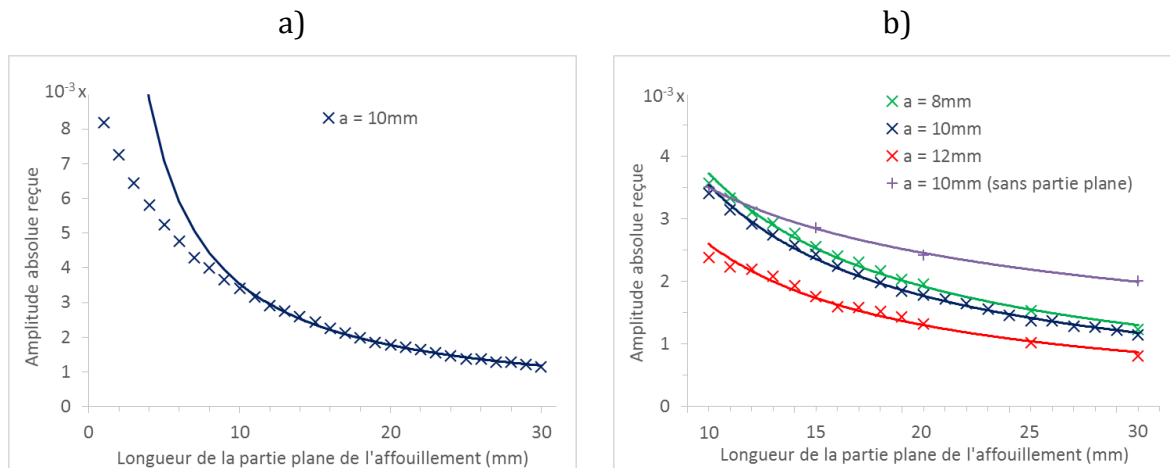 a)
10⁻³ x
8
7
6
5
4
3
2
1
0
0
10
20
30
a = 10mm
Amplitude absolue reçue
Longueur de la partie plane de l'affouillement (mm)
b)
10⁻³ x
4
3
2
1
0
10
15
20
25
30
a = 8mm
a = 10mm
a = 12mm
a = 10mm (sans partie plane)
Amplitude absolue reçue
Longueur de la partie plane de l'affouillement (mm)